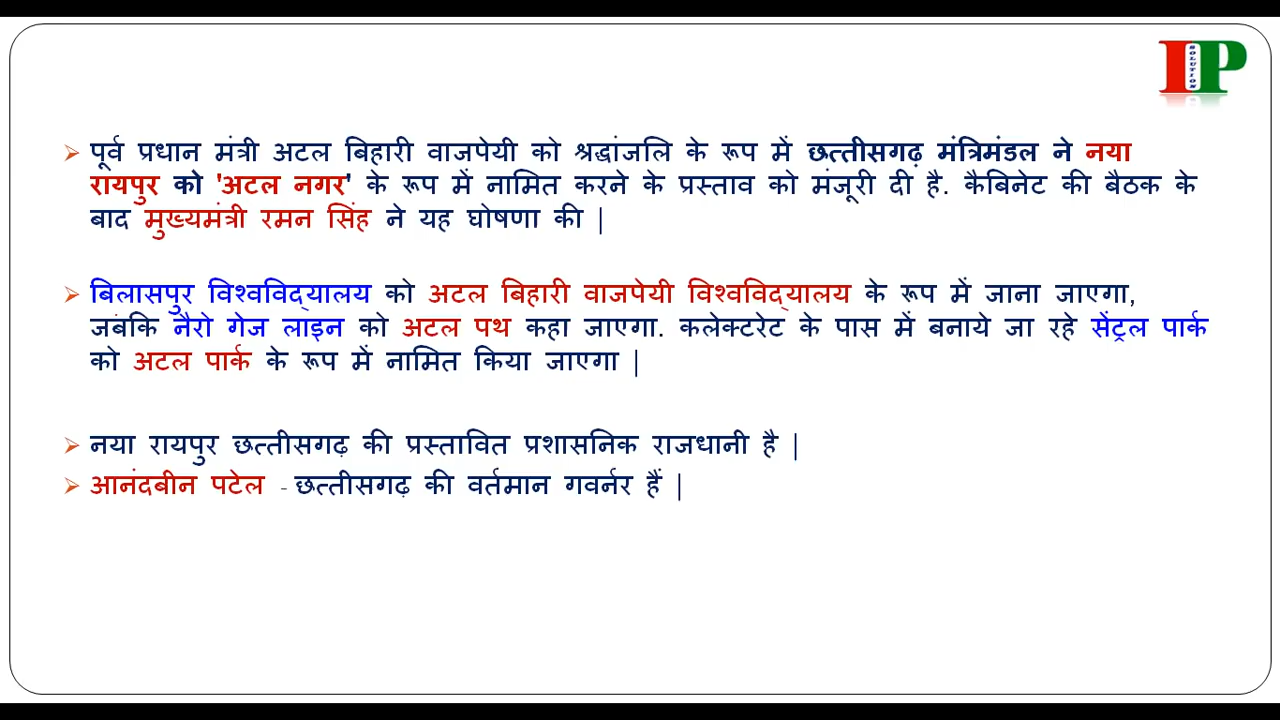 IP
SOLUTION
पूर्व प्रधान मंत्री अटल बिहारी वाजपेयी को श्रद्धांजलि के रूप में छत्तीसगढ़ मंत्रिमंडल ने नया
रायपुर को 'अटल नगर' के रूप में नामित करने के प्रस्ताव को मंजूरी दी है. कैबिनेट की बैठक के
बाद मुख्यमंत्री रमन सिंह ने यह घोषणा की |
बिलासपुर विश्वविद्यालय को अटल बिहारी वाजपेयी विश्वविद्यालय के रूप में जाना जाएगा,
जबंकि नैरो गेज लाइन को अटल पथ कहा जाएगा. कलेक्टरेट के पास में बनाये जा रहे सेंट्रल पार्क
को अटल पार्क के रूप में नामित किया जाएगा |
नया रायपुर छत्तीसगढ़ की प्रस्तावित प्रशासनिक राजधानी है |
आनंदबीन पटेल - छत्तीसगढ़ की वर्तमान गवर्नर हैं |